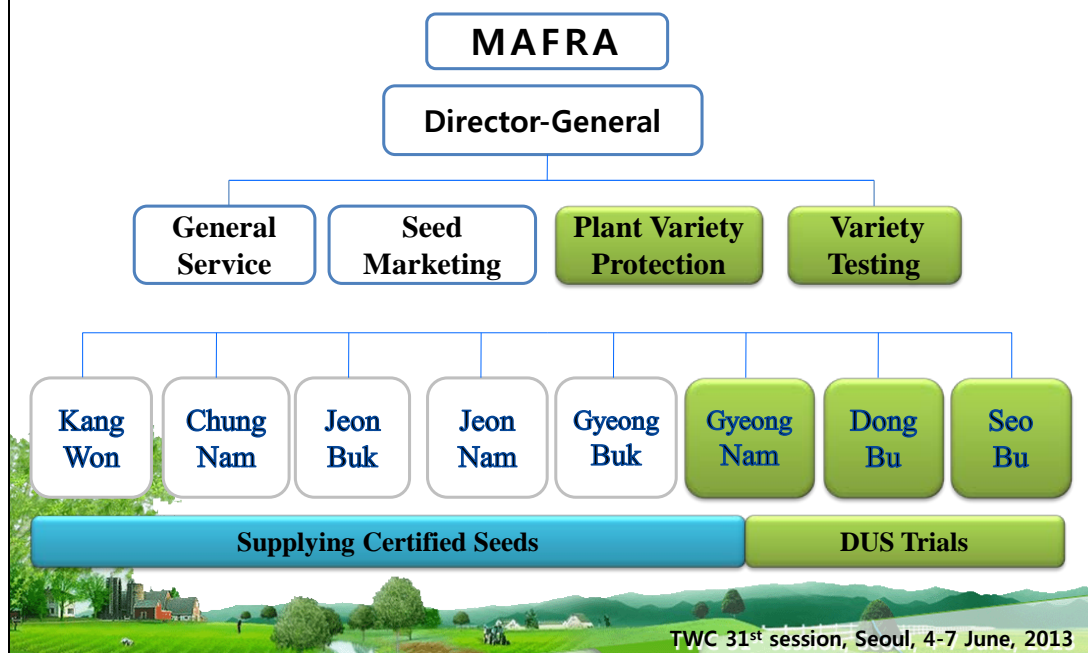 MAFRA
Director-General
General
Service
Seed
Marketing
Plant Variety
Protection
Variety
Testing
Kang
Won
Chung
Nam
Jeon
Buk
Jeon
Nam
Gyeong
Buk
Gyeong
Nam
Dong
Bu
Seo
Bu
Supplying Certified Seeds
DUS Trials
TWC 31st session, Seoul, 4-7 June, 2013